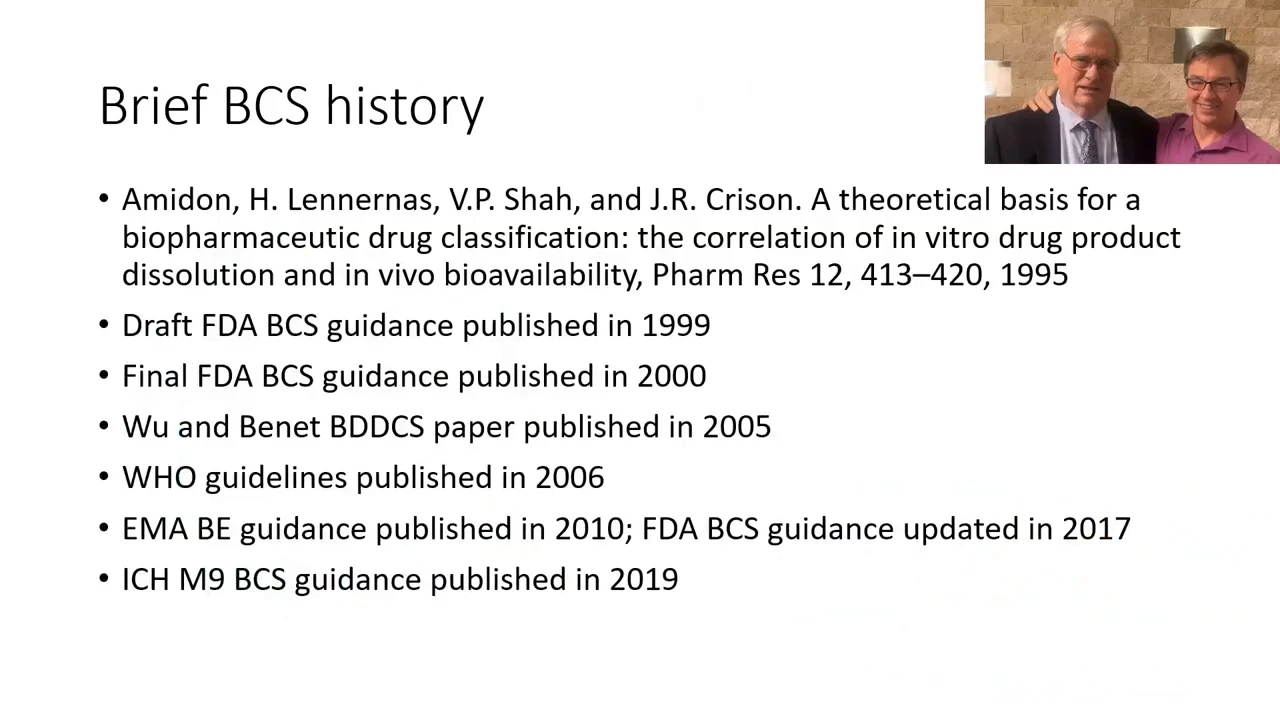 Brief BCS history
• Amidon, H. Lennernas, V.P. Shah, and J.R. Crison. A theoretical basis for a
biopharmaceutic drug classification: the correlation of in vitro drug product
dissolution and in vivo bioavailability, Pharm Res 12, 413–420, 1995
• Draft FDA BCS guidance published in 1999
• Final FDA BCS guidance published in 2000
• Wu and Benet BDDCS paper published in 2005
• WHO guidelines published in 2006
• EMA BE guidance published in 2010; FDA BCS guidance updated in 2017
• ICH M9 BCS guidance published in 2019